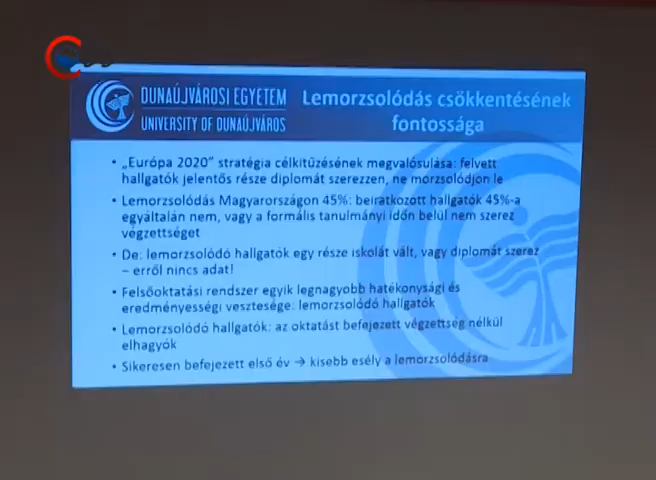 DUNAÚJVÁROSI EGYETEM
UNIVERSITY OF DUNAÚJVÁROS
Lemorzsolódás csökkentésének
fontossága
• „Európa 2020" stratégia célkitűzésének megvalósulása: felvett
hallgatók jelentős része diplomát szerezzen, ne morzsolódjon le
• Lemorzsolódás Magyarországon 45%: beiratkozott hallgatók 45%-a
egyáltalán nem, vagy a formális tanulmányi időn belül nem szerez
végzettséget
• De: lemorzsolódó hallgatók egy része iskolát vált, vagy diplomát szerez
– erről nincs adat!
• Felsőoktatási rendszer egyik legnagyobb hatékonysági és
eredményességi vesztesége: lemorzsolódó hallgatók
• Lemorzsolódó hallgatók: az oktatást befejezett végzettség nélkül
elhagyók
• Sikeresen befejezett első év → kisebb esély a lemorzsolódásra